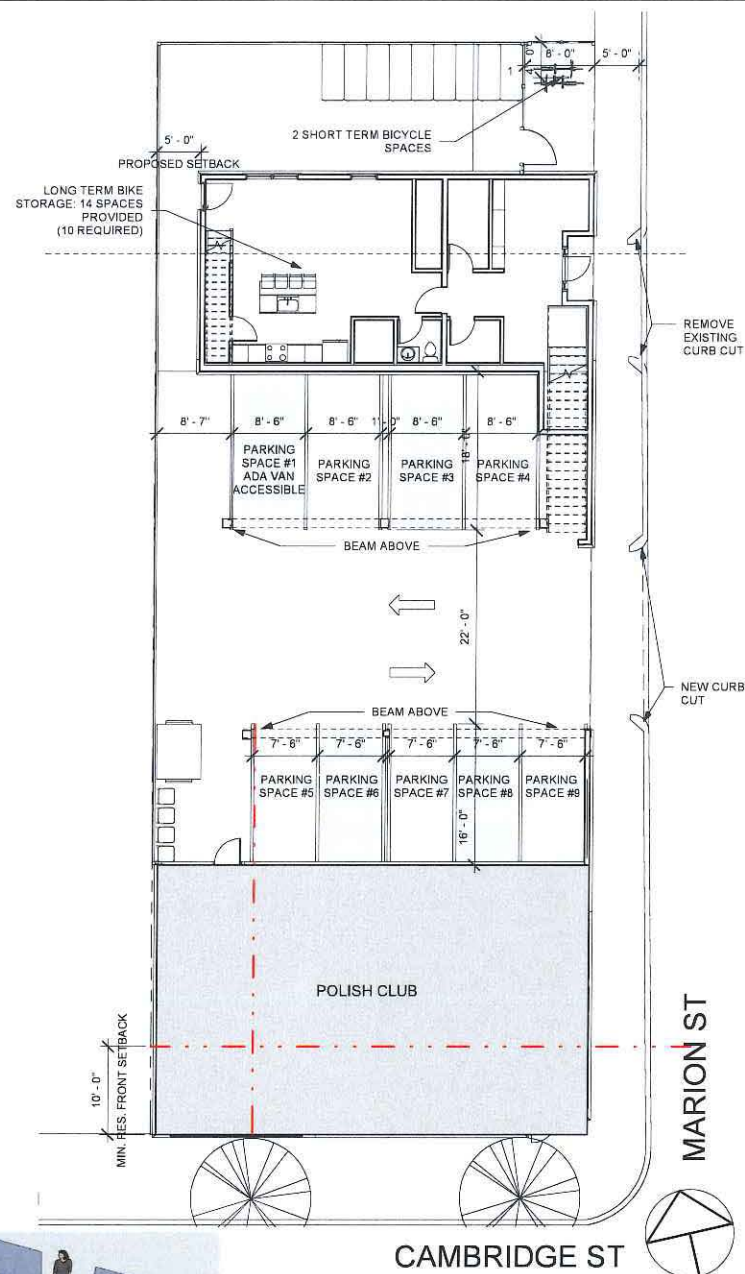 8' - 0"
5' - 0"
4' - 0"
1
2 SHORT TERM BICYCLE
SPACES
5' - 0"
PROPOSED SETBACK
LONG TERM BIKE
STORAGE: 14 SPACES
PROVIDED
(10 REQUIRED)
REMOVE
EXISTING
CURB CUT
8' - 7"
8' - 6"
8' - 6"
1' - 0"
8' - 6"
8' - 6"
18' - 0"
PARKING
SPACE #1
ADA VAN
ACCESSIBLE
PARKING
SPACE #2
PARKING
SPACE #3
PARKING
SPACE #4
BEAM ABOVE
22' - 0"
NEW CURB
CUT
BEAM ABOVE
7' - 6"
7' - 6"
7' - 6"
7' - 6"
7' - 6"
PARKING
SPACE #5
PARKING
SPACE #6
PARKING
SPACE #7
PARKING
SPACE #8
PARKING
SPACE #9
16' - 0"
POLISH CLUB
10' - 0"
MIN. RES. FRONT SETBACK
MARION ST
CAMBRIDGE ST